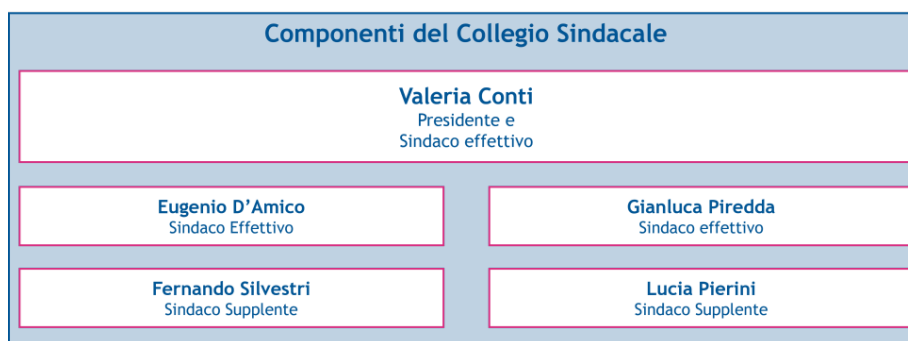 Componenti del Collegio Sindacale
Valeria Conti
Presidente e
Sindaco effettivo
Eugenio D’Amico
Sindaco Effettivo
Gianluca Piredda
Sindaco effettivo
Fernando Silvestri
Sindaco Supplente
Lucia Pierini
Sindaco Supplente